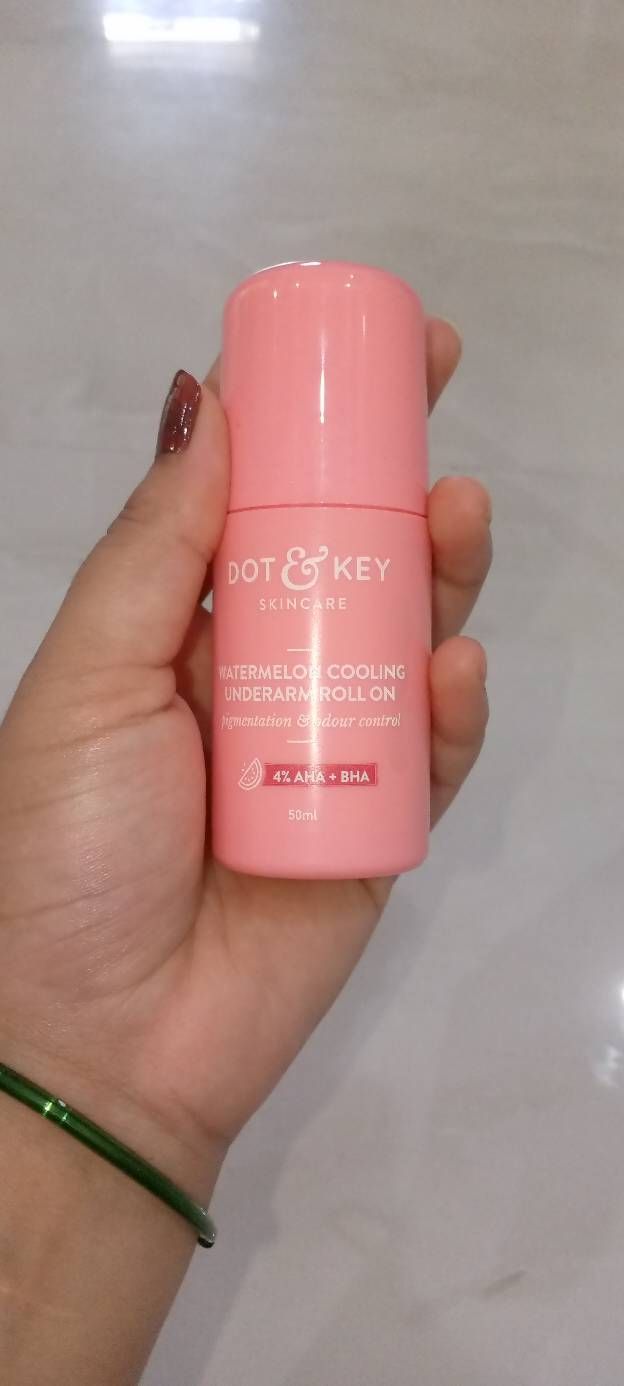 DOT & KEY
SKINCARE
WATERMELON COOLING
UNDERARM ROLL ON
pigmentation & odour control
4% AHA + BHA
50ml